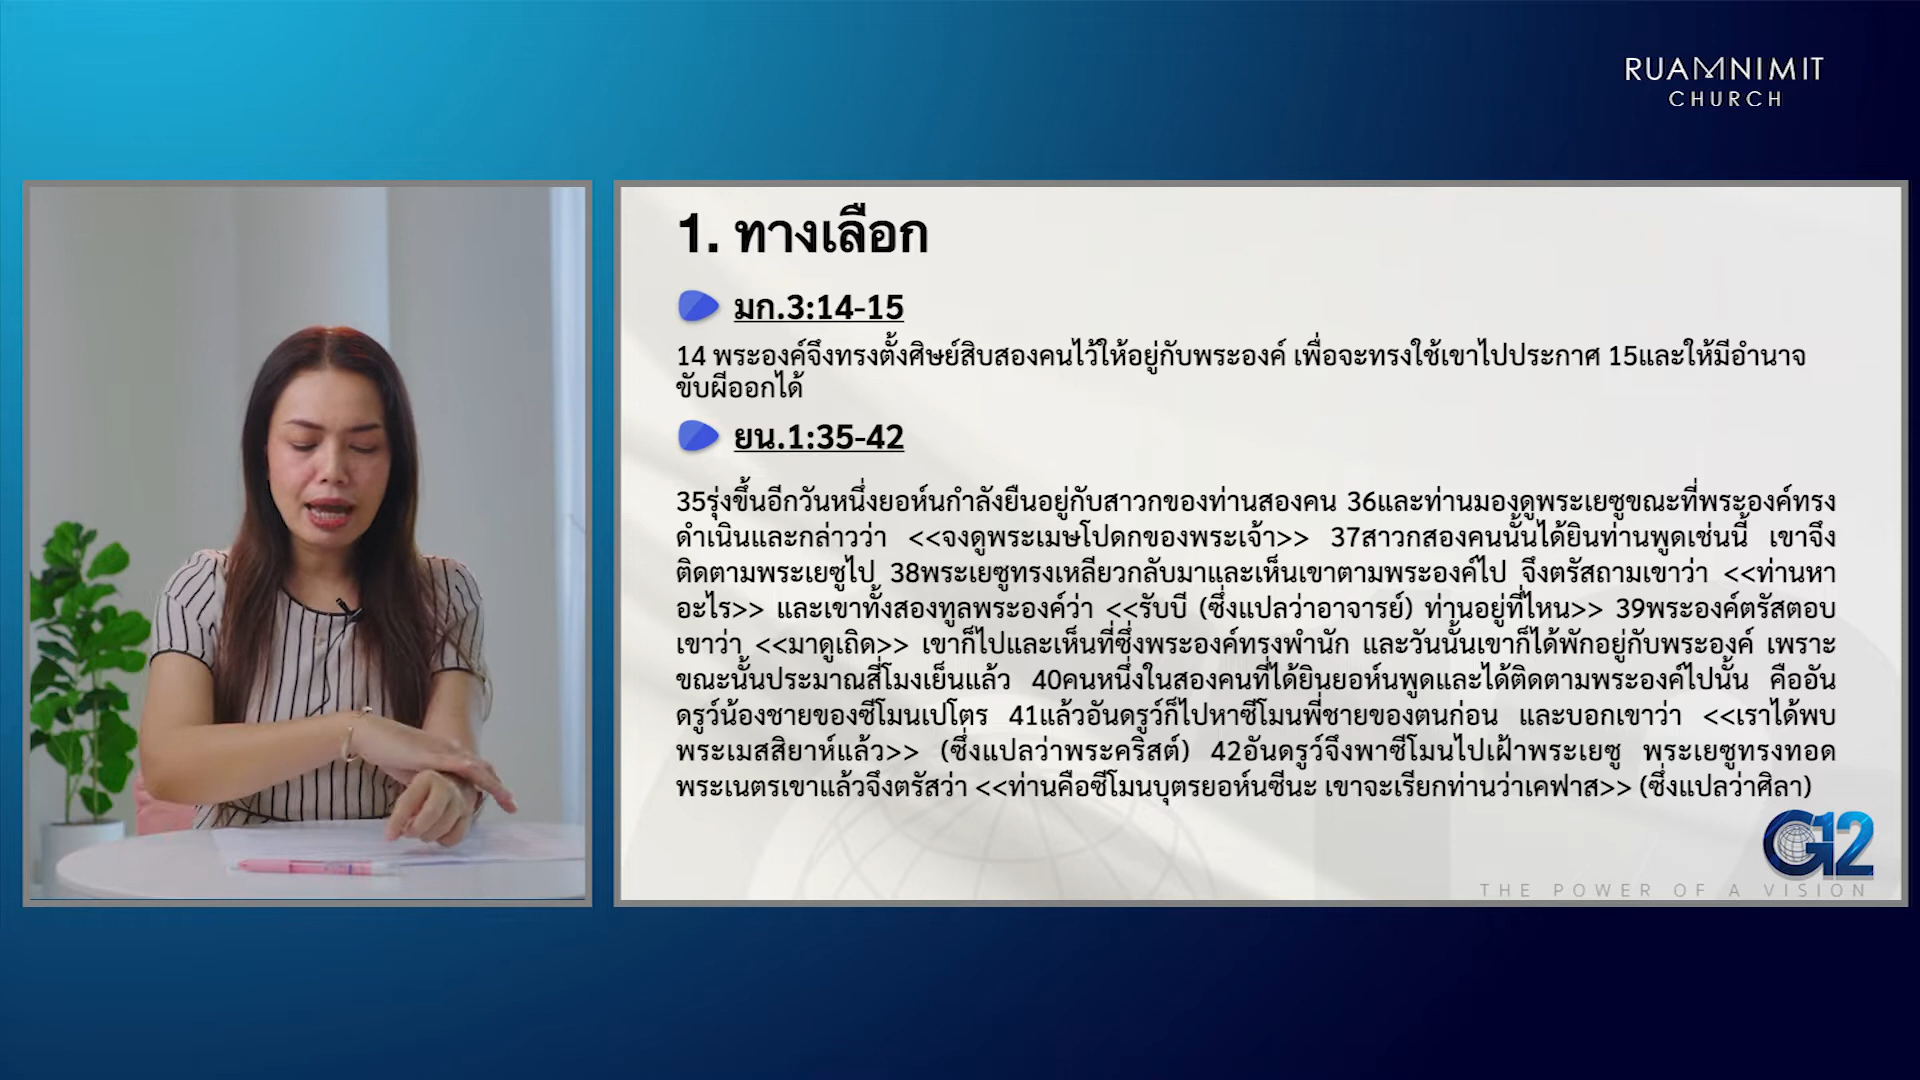 RUAMNIMIT
CHURCH
1. ทางเลือก
มก.3:14-15
14 พระองค์จึงทรงตั้งศิษย์สิบสองคนไว้ให้อยู่กับพระองค์ เพื่อจะทรงใช้เขาไปประกาศ 15และให้มีอำนาจ
ขับผีออกได้
ยน.1:35-42
35รุ่งขึ้นอีกวันหนึ่งยอห์นกำลังยืนอยู่กับสาวกของท่านสองคน 36และท่านมองดูพระเยซูขณะที่พระองค์ทรง
ดำเนินและกล่าวว่า <<จงดูพระเมษโปดกของพระเจ้า>> 37สาวกสองคนนั้นได้ยินท่านพูดเช่นนี้ เขาจึง
ติดตามพระเยซูไป 38พระเยซูทรงเหลียวกลับมาและเห็นเขาตามพระองค์ไป จึงตรัสถามเขาว่า <<ท่านหา
อะไร>> และเขาทั้งสองทูลพระองค์ว่า <<รับบี (ซึ่งแปลว่าอาจารย์) ท่านอยู่ที่ไหน>> 39พระองค์ตรัสตอบ
เขาว่า <<มาดูเถิด>> เขาก็ไปและเห็นที่ซึ่งพระองค์ทรงพำนัก และวันนั้นเขาก็ได้พักอยู่กับพระองค์ เพราะ
ขณะนั้นประมาณสี่โมงเย็นแล้ว 40คนหนึ่งในสองคนที่ได้ยินยอห์นพูดและได้ติดตามพระองค์ไปนั้น คืออัน
ดรูว์น้องชายของซีโมนเปโตร 41แล้วอันดรูว์ก็ไปหาซีโมนพี่ชายของตนก่อน และบอกเขาว่า <<เราได้พบ
พระเมสสิยาห์แล้ว>> (ซึ่งแปลว่าพระคริสต์) 42อันดรูว์จึงพาซีโมนไปเฝ้าพระเยซู พระเยซูทรงทอด
พระเนตรเขาแล้วจึงตรัสว่า <<ท่านคือซีโมนบุตรยอห์นซีนะ เขาจะเรียกท่านว่าเคฟาส>> (ซึ่งแปลว่าศิลา)
G12
THE POWER OF A VISION